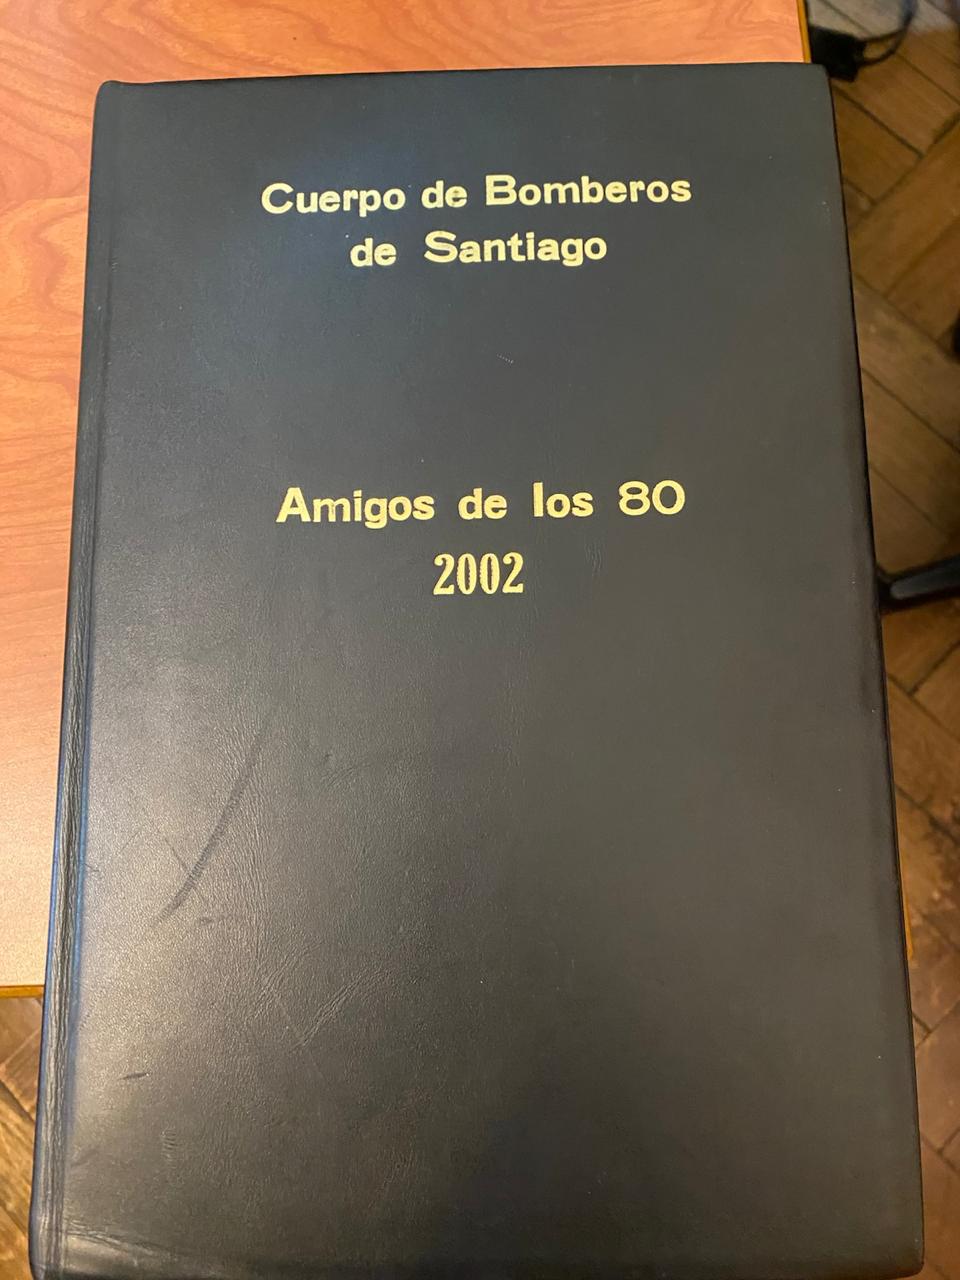 Cuerpo de Bomberos
de Santiago
Amigos de los 80
2002